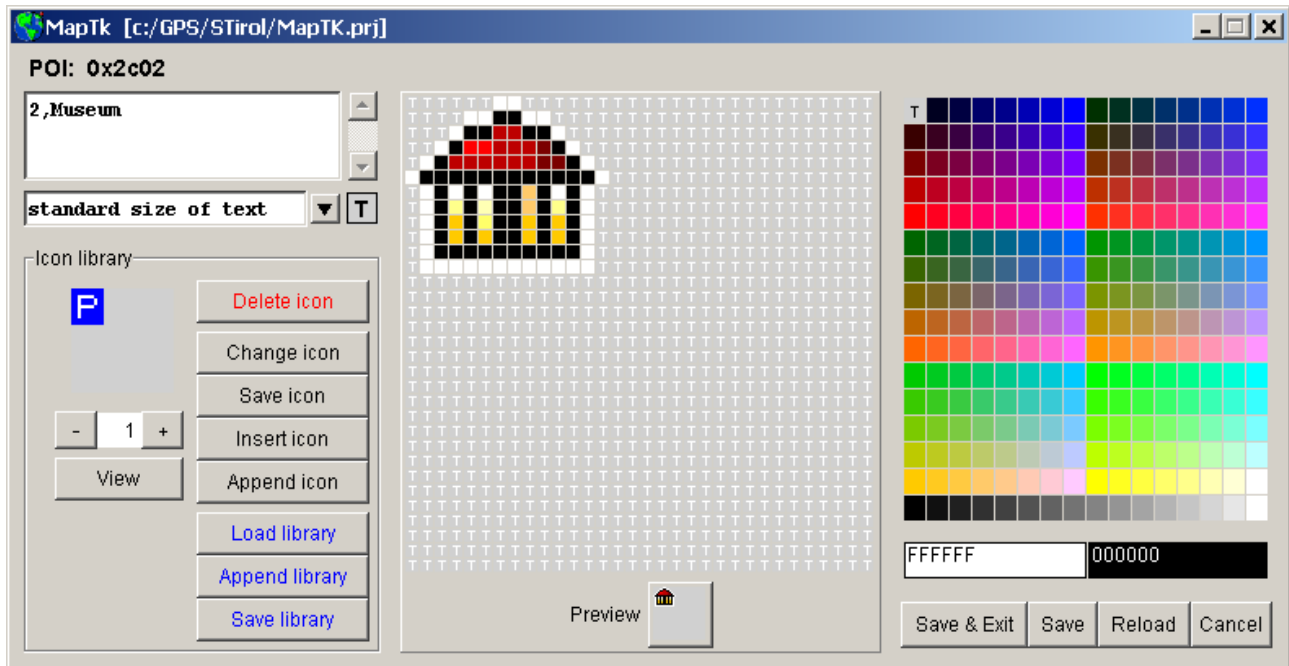 MapTk [c:/GPS/STirol/MapTK.prj]
POI: 0x2c02
2,Museum
standard size of text
T
Icon library
P
Delete icon
Change icon
Save icon
- 1 +
Insert icon
View
Append icon
Load library
Append library
Save library
Preview
T
FFFFFF
000000
Save & Exit
Save
Reload
Cancel